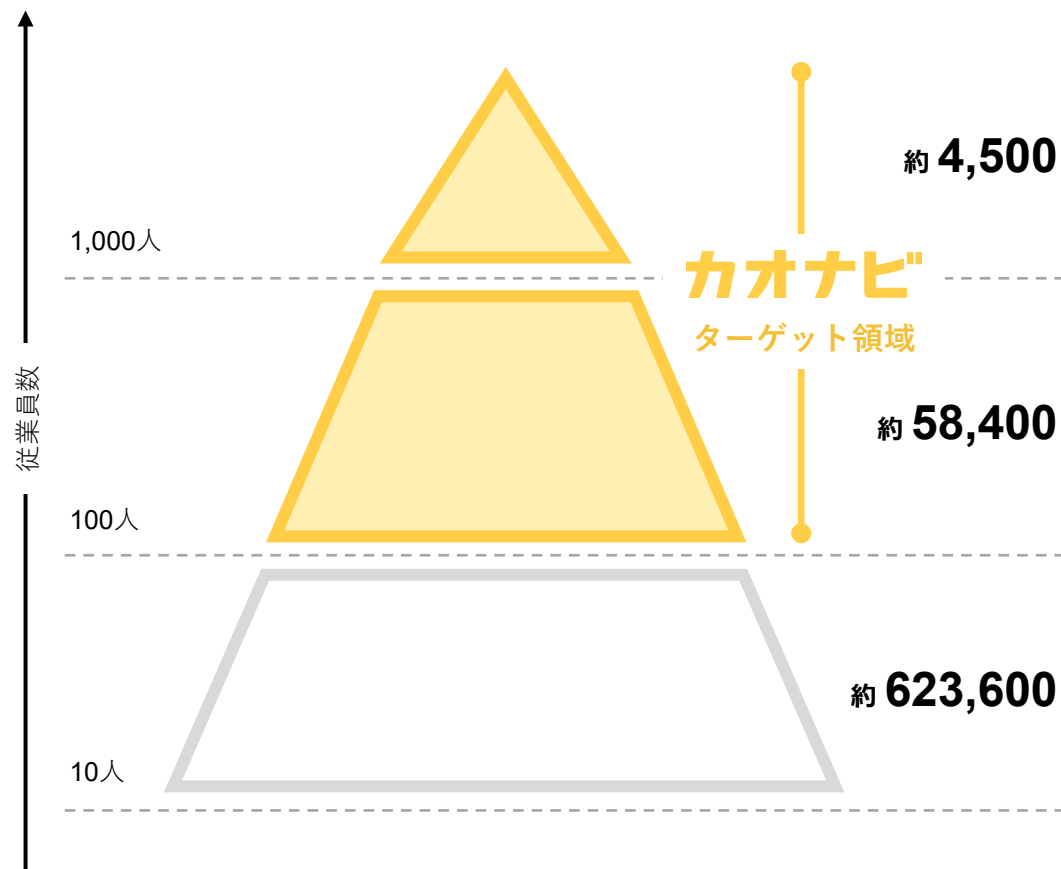 約 4,500
1,000人
カオナビ
ターゲット領域
従業員数
約 58,400
100人
約 623,600
10人